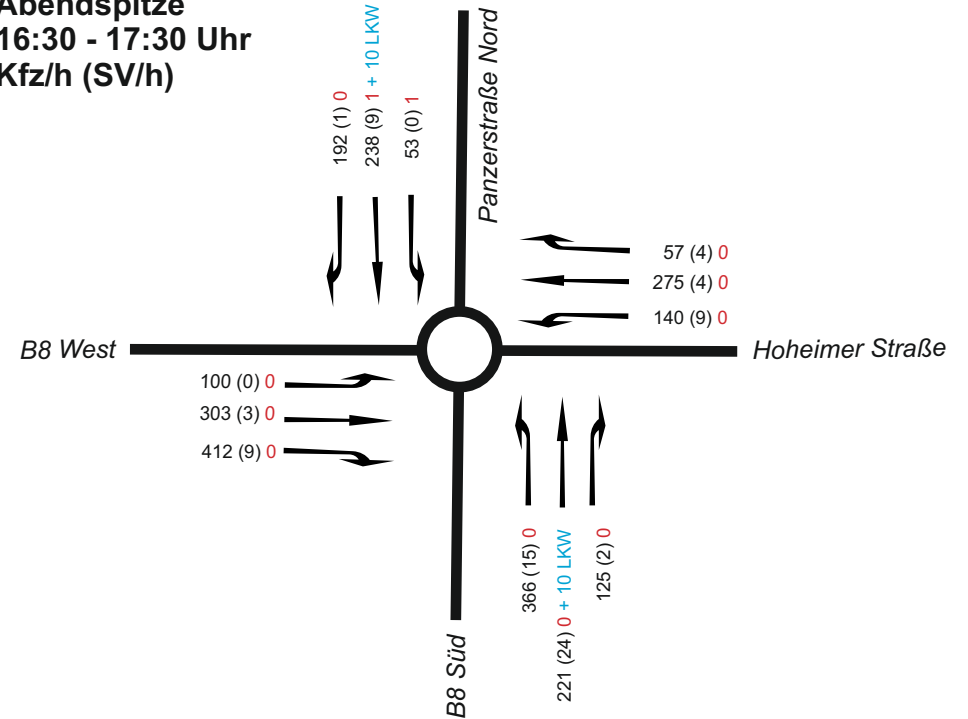 Abendspitze
16:30 - 17:30 Uhr
Kfz/h (SV/h)
192 (1) 0
238 (9) 1 + 10 LKW
53 (0) 1
Panzerstraße Nord
57 (4) 0
275 (4) 0
140 (9) 0
B8 West
Hoheimer Straße
100 (0) 0
303 (3) 0
412 (9) 0
366 (15) 0
221 (24) 0 + 10 LKW
125 (2) 0
B8 Süd